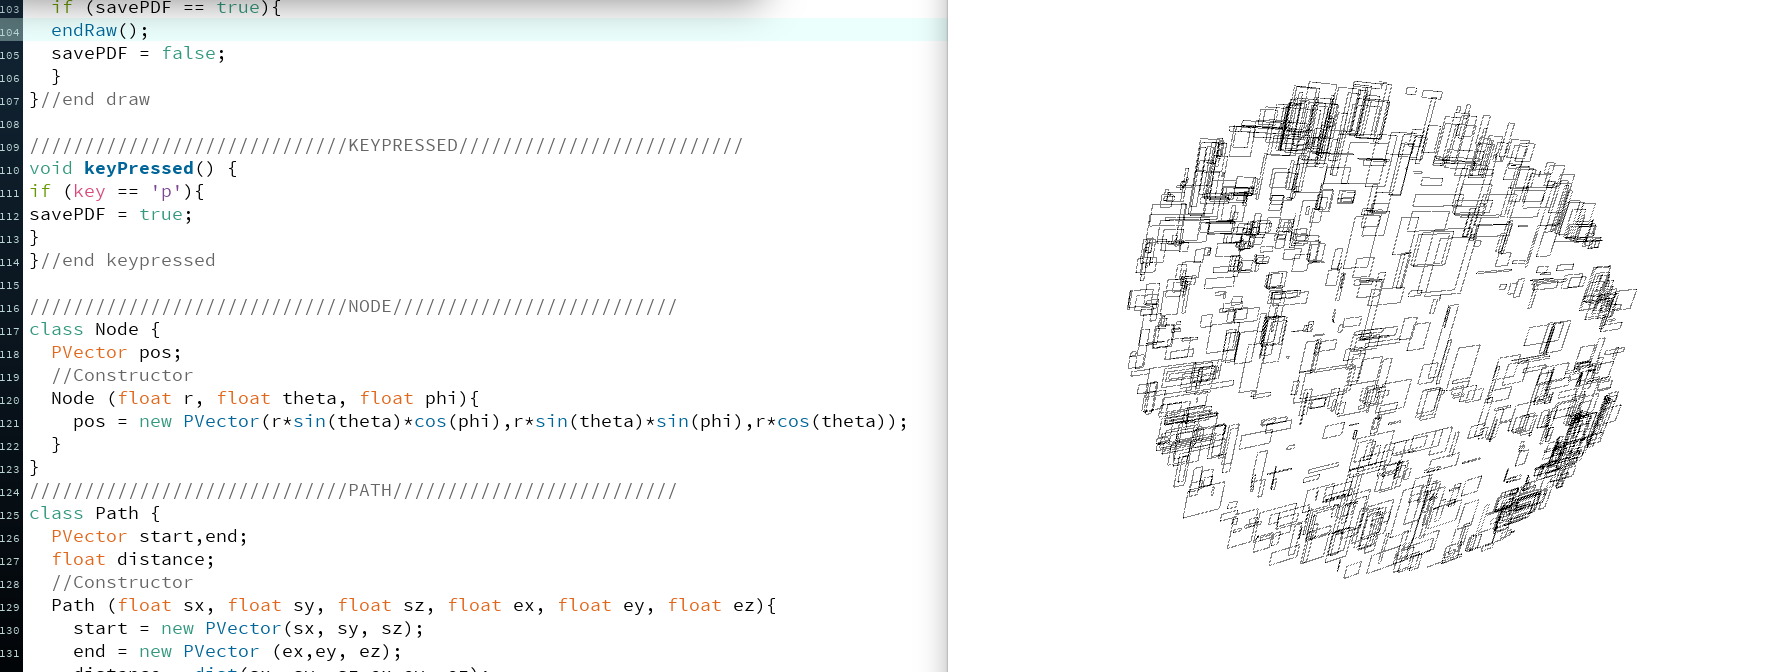 103 if (savePDF == true){
104 endRaw();
105 savePDF = false;
106 }
107 }//end draw
108
109 /////////////////////////////KEYPRESSED//////////////////////////
110 void keyPressed() {
111 if (key == 'p'){
112 savePDF = true;
113 }
114 }//end keypressed
115
116 /////////////////////////////NODE//////////////////////////
117 class Node {
118 PVector pos;
119 //Constructor
120 Node (float r, float theta, float phi){
121 pos = new PVector(r*sin(theta)*cos(phi),r*sin(theta)*sin(phi),r*cos(theta));
122 }
123 }
124 /////////////////////////////PATH//////////////////////////
125 class Path {
126 PVector start,end;
127 float distance;
128 //Constructor
129 Path (float sx, float sy, float sz, float ex, float ey, float ez){
130 start = new PVector(sx, sy, sz);
131 end = new PVector (ex,ey, ez);